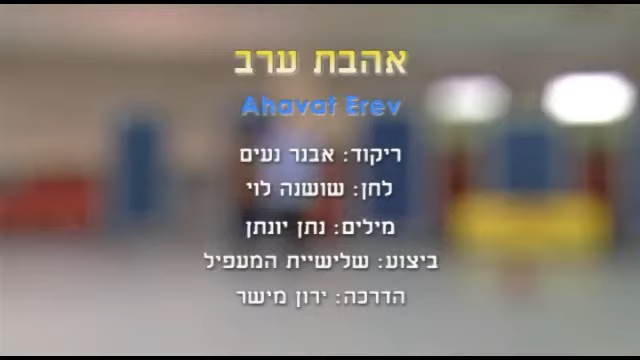 אהבת ערב
Ahavat Erev
ריקוד: אבנר נעים
לחן: שושנה לוי
מילים: נתן יונתן
ביצוע: שלישיית המעפיל
הדרכה: ירון מישר